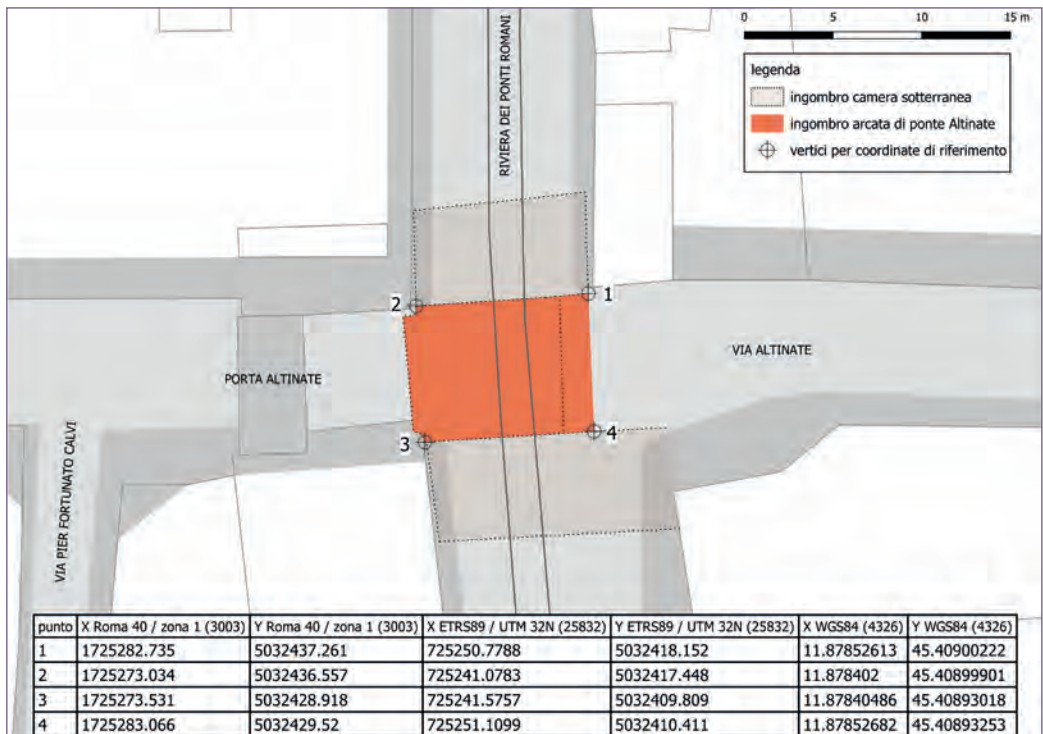 0 5 10 15 m
RIVIERA DEI PONTI ROMANI
legenda
ingombro camera sotterranea
ingombro arcata di ponte Altinate
vertici per coordinate di riferimento
1
2
VIA ALTINATE
PORTA ALTINATE
4
3
VIA PIER FORTUNATO CALVI
punto X Roma 40 / zona 1 (3003) Y Roma 40 / zona 1 (3003) X ETRS89 / UTM 32N (25832) Y ETRS89 / UTM 32N (25832) X WGS84 (4326) Y WGS84 (4326)
1 1725282.735 5032437.261 725250.7788 5032418.152 11.87852613 45.40900222
2 1725273.034 5032436.557 725241.0783 5032417.448 11.878402 45.40899901
3 1725273.531 5032428.918 725241.5757 5032409.809 11.87840486 45.40893018
4 1725283.066 5032429.52 725251.1099 5032410.411 11.87852682 45.40893253